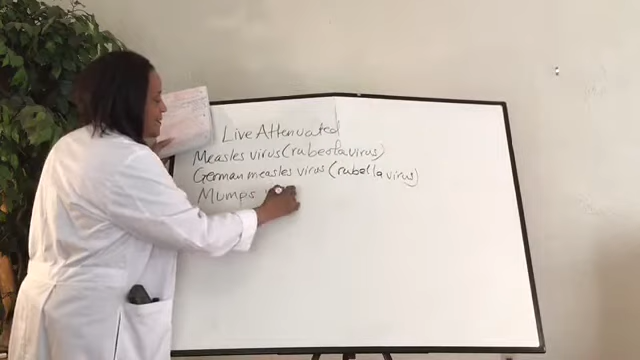 Live Attenuated
Measles virus (rubeola virus)
German measles virus (rubella virus)
Mumps